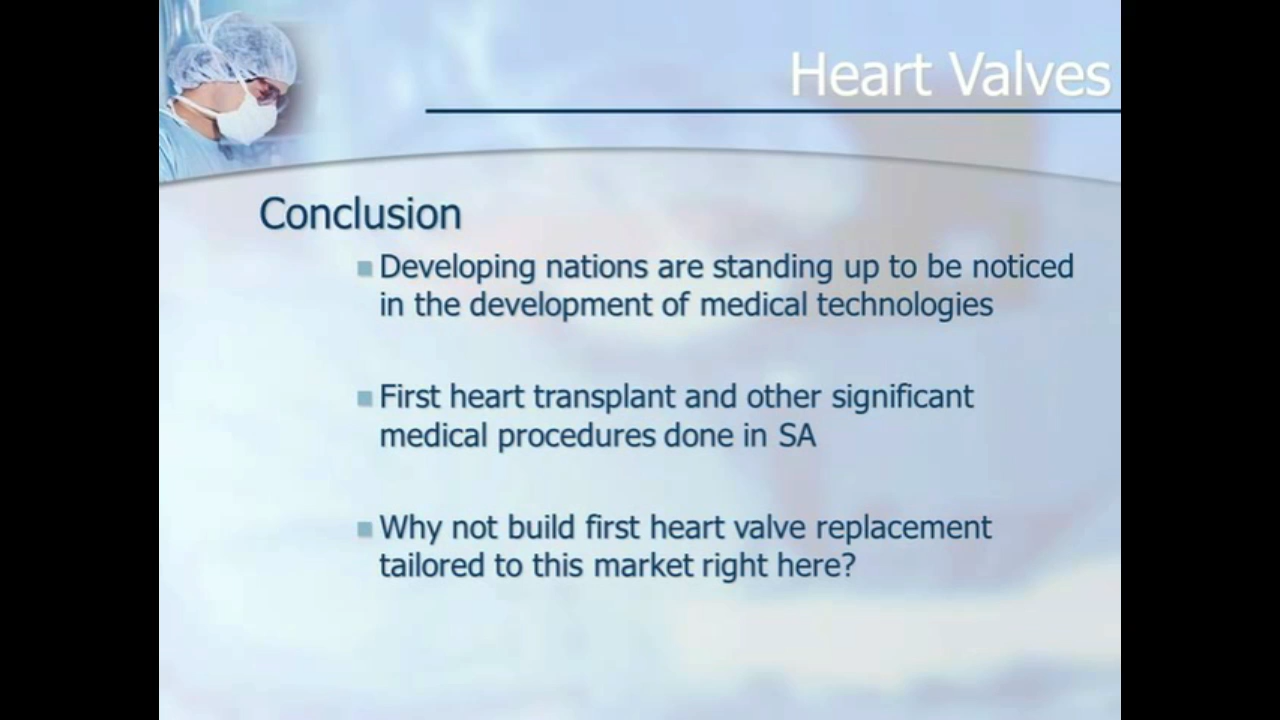 Heart Valves
Conclusion
Developing nations are standing up to be noticed
in the development of medical technologies
First heart transplant and other significant
medical procedures done in SA
Why not build first heart valve replacement
tailored to this market right here?